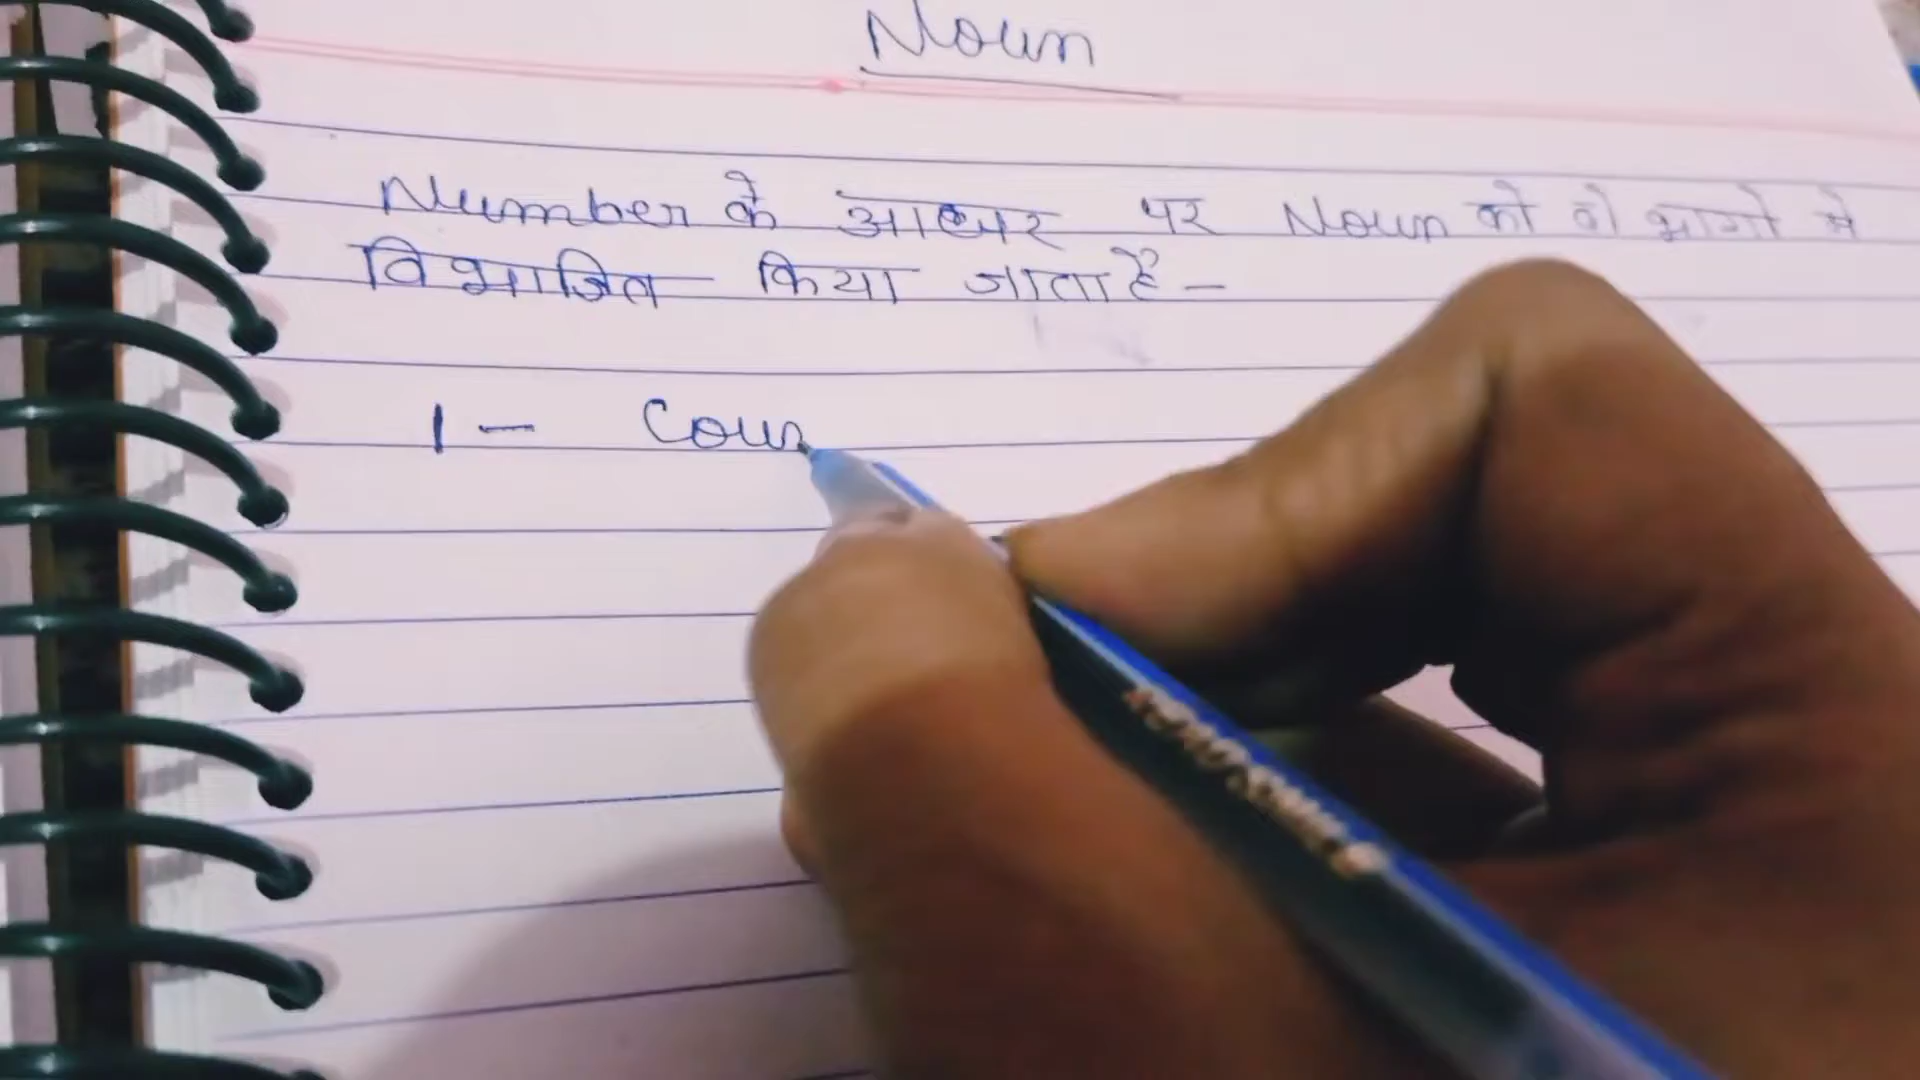 Noun
Number के आधार पर Noun को दो भागो मे
विभाजित किया जाता है -
1- Coun